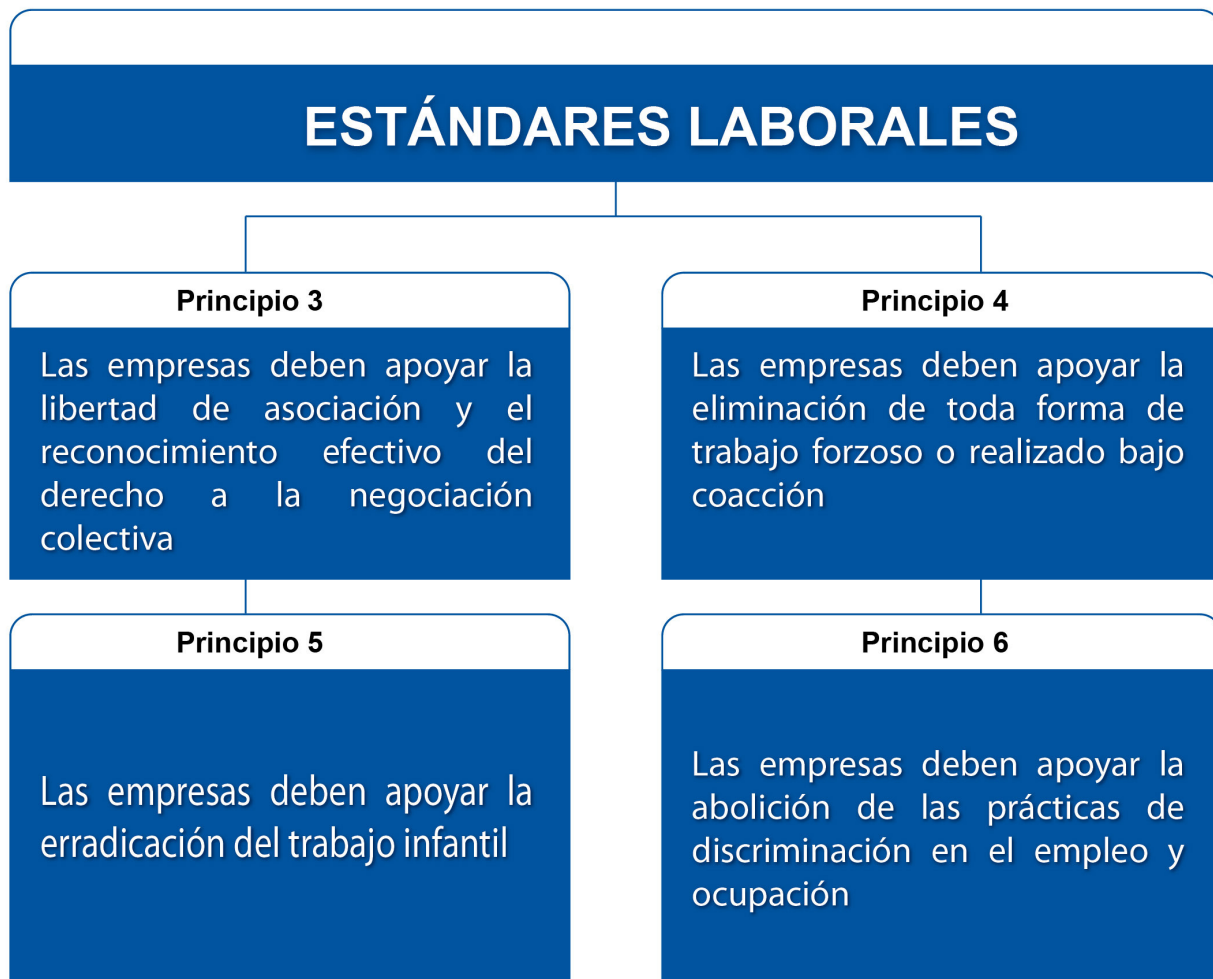 ESTÁNDARES LABORALES
Principio 3
Las empresas deben apoyar la
libertad de asociación y el
reconocimiento efectivo del
derecho a la negociación
colectiva
Principio 4
Las empresas deben apoyar la
eliminación de toda forma de
trabajo forzoso o realizado bajo
coacción
Principio 5
Las empresas deben apoyar la
erradicación del trabajo infantil
Principio 6
Las empresas deben apoyar la
abolición de las prácticas de
discriminación en el empleo y
ocupación